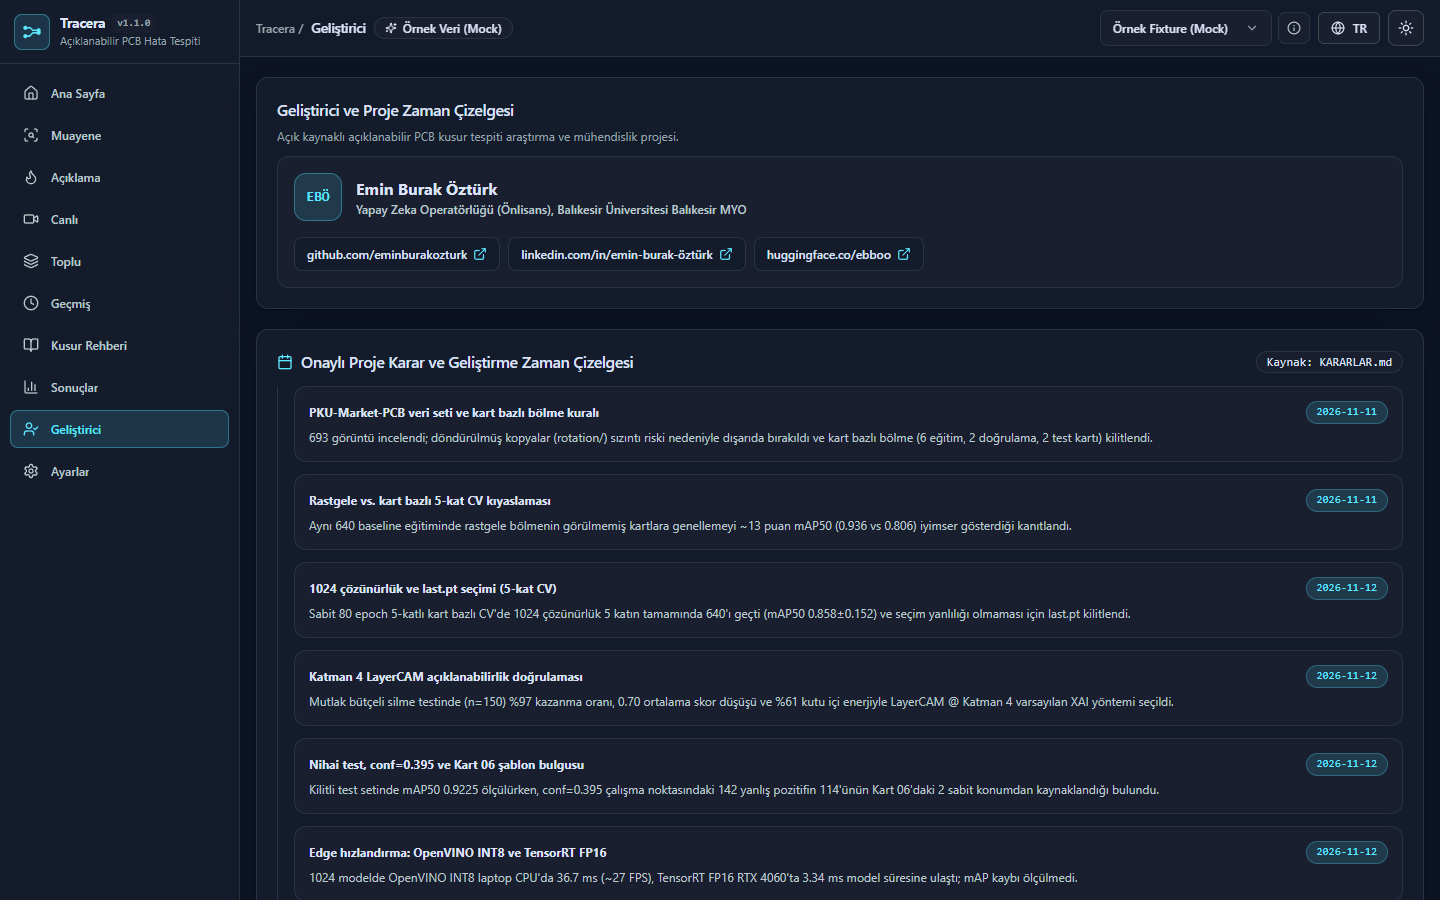 Tracera v1.1.0
Açıklanabilir PCB Hata Tespiti
Ana Sayfa
Muayene
Açıklama
Canlı
Toplu
Geçmiş
Kusur Rehberi
Sonuçlar
Geliştirici
Ayarlar
Tracera / Geliştirici Örnek Veri (Mock)
Örnek Fixture (Mock) TR
Geliştirici ve Proje Zaman Çizelgesi
Açık kaynaklı açıklanabilir PCB kusur tespiti araştırma ve mühendislik projesi.
EBÖ
Emin Burak Öztürk
Yapay Zeka Operatörlüğü (Önlisans), Balıkesir Üniversitesi Balıkesir MYO
github.com/eminburakozturk linkedin.com/in/emin-burak-öztürk huggingface.co/ebboo
Onaylı Proje Karar ve Geliştirme Zaman Çizelgesi Kaynak: KARARLAR.md
PKU-Market-PCB veri seti ve kart bazlı bölme kuralı 2026-11-11
693 görüntü incelendi; döndürülmüş kopyalar (rotation/) sızıntı riski nedeniyle dışarıda bırakıldı ve kart bazlı bölme (6 eğitim, 2 doğrulama, 2 test kartı) kilitlendi.
Rastgele vs. kart bazlı 5-kat CV kıyaslaması 2026-11-11
Aynı 640 baseline eğitiminde rastgele bölmenin görülmemiş kartlara genellemeyi ~13 puan mAP50 (0.936 vs 0.806) iyimser gösterdiği kanıtlandı.
1024 çözünürlük ve last.pt seçimi (5-kat CV) 2026-11-12
Sabit 80 epoch 5-katlı kart bazlı CV'de 1024 çözünürlük 5 katın tamamında 640'ı geçti (mAP50 0.858±0.152) ve seçim yanlılığı olmaması için last.pt kilitlendi.
Katman 4 LayerCAM açıklanabilirlik doğrulaması 2026-11-12
Mutlak bütçeli silme testinde (n=150) %97 kazanma oranı, 0.70 ortalama skor düşüşü ve %61 kutu içi enerjiyle LayerCAM @ Katman 4 varsayılan XAI yöntemi seçildi.
Nihai test, conf=0.395 ve Kart 06 şablon bulgusu 2026-11-12
Kilitli test setinde mAP50 0.9225 ölçülürken, conf=0.395 çalışma noktasındaki 142 yanlış pozitifin 114'ünün Kart 06'daki 2 sabit konumdan kaynaklandığı bulundu.
Edge hızlandırma: OpenVINO INT8 ve TensorRT FP16 2026-11-12
1024 modelde OpenVINO INT8 laptop CPU'da 36.7 ms (~27 FPS), TensorRT FP16 RTX 4060'ta 3.34 ms model süresine ulaştı; mAP kaybı ölçülmedi.